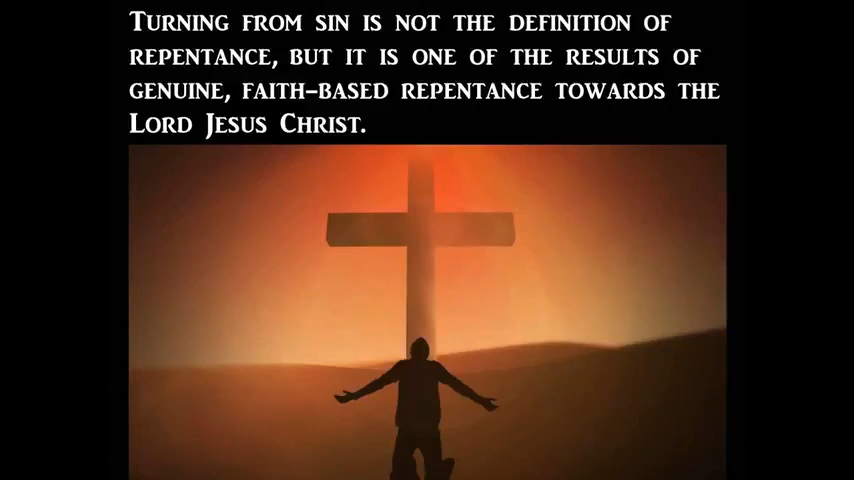 Turning from sin is not the definition of
repentance, but it is one of the results of
genuine, faith-based repentance towards the
Lord Jesus Christ.